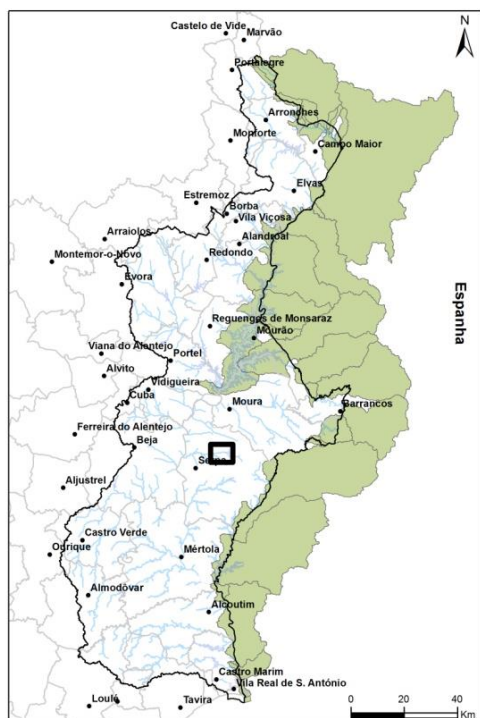 N
Castelo de Vide
Marvão
Portalegre
Arronches
Monforte
Campo Maior
Elvas
Estremoz
Borba
Vila Viçosa
Arraiolos
Alandroal
Montemor-o-Novo
Redondo
Évora
Espanha
Reguengos de Monsaraz
Mourão
Viana do Alentejo
Portel
Alvito
Vidigueira
Cuba
Moura
Barrancos
Ferreira do Alentejo
Beja
Serpa
Aljustrel
Castro Verde
Ourique
Mértola
Almodôvar
Alcoutim
Castro Marim
Vila Real de S. António
Loulé
Tavira
0 20 40
Km